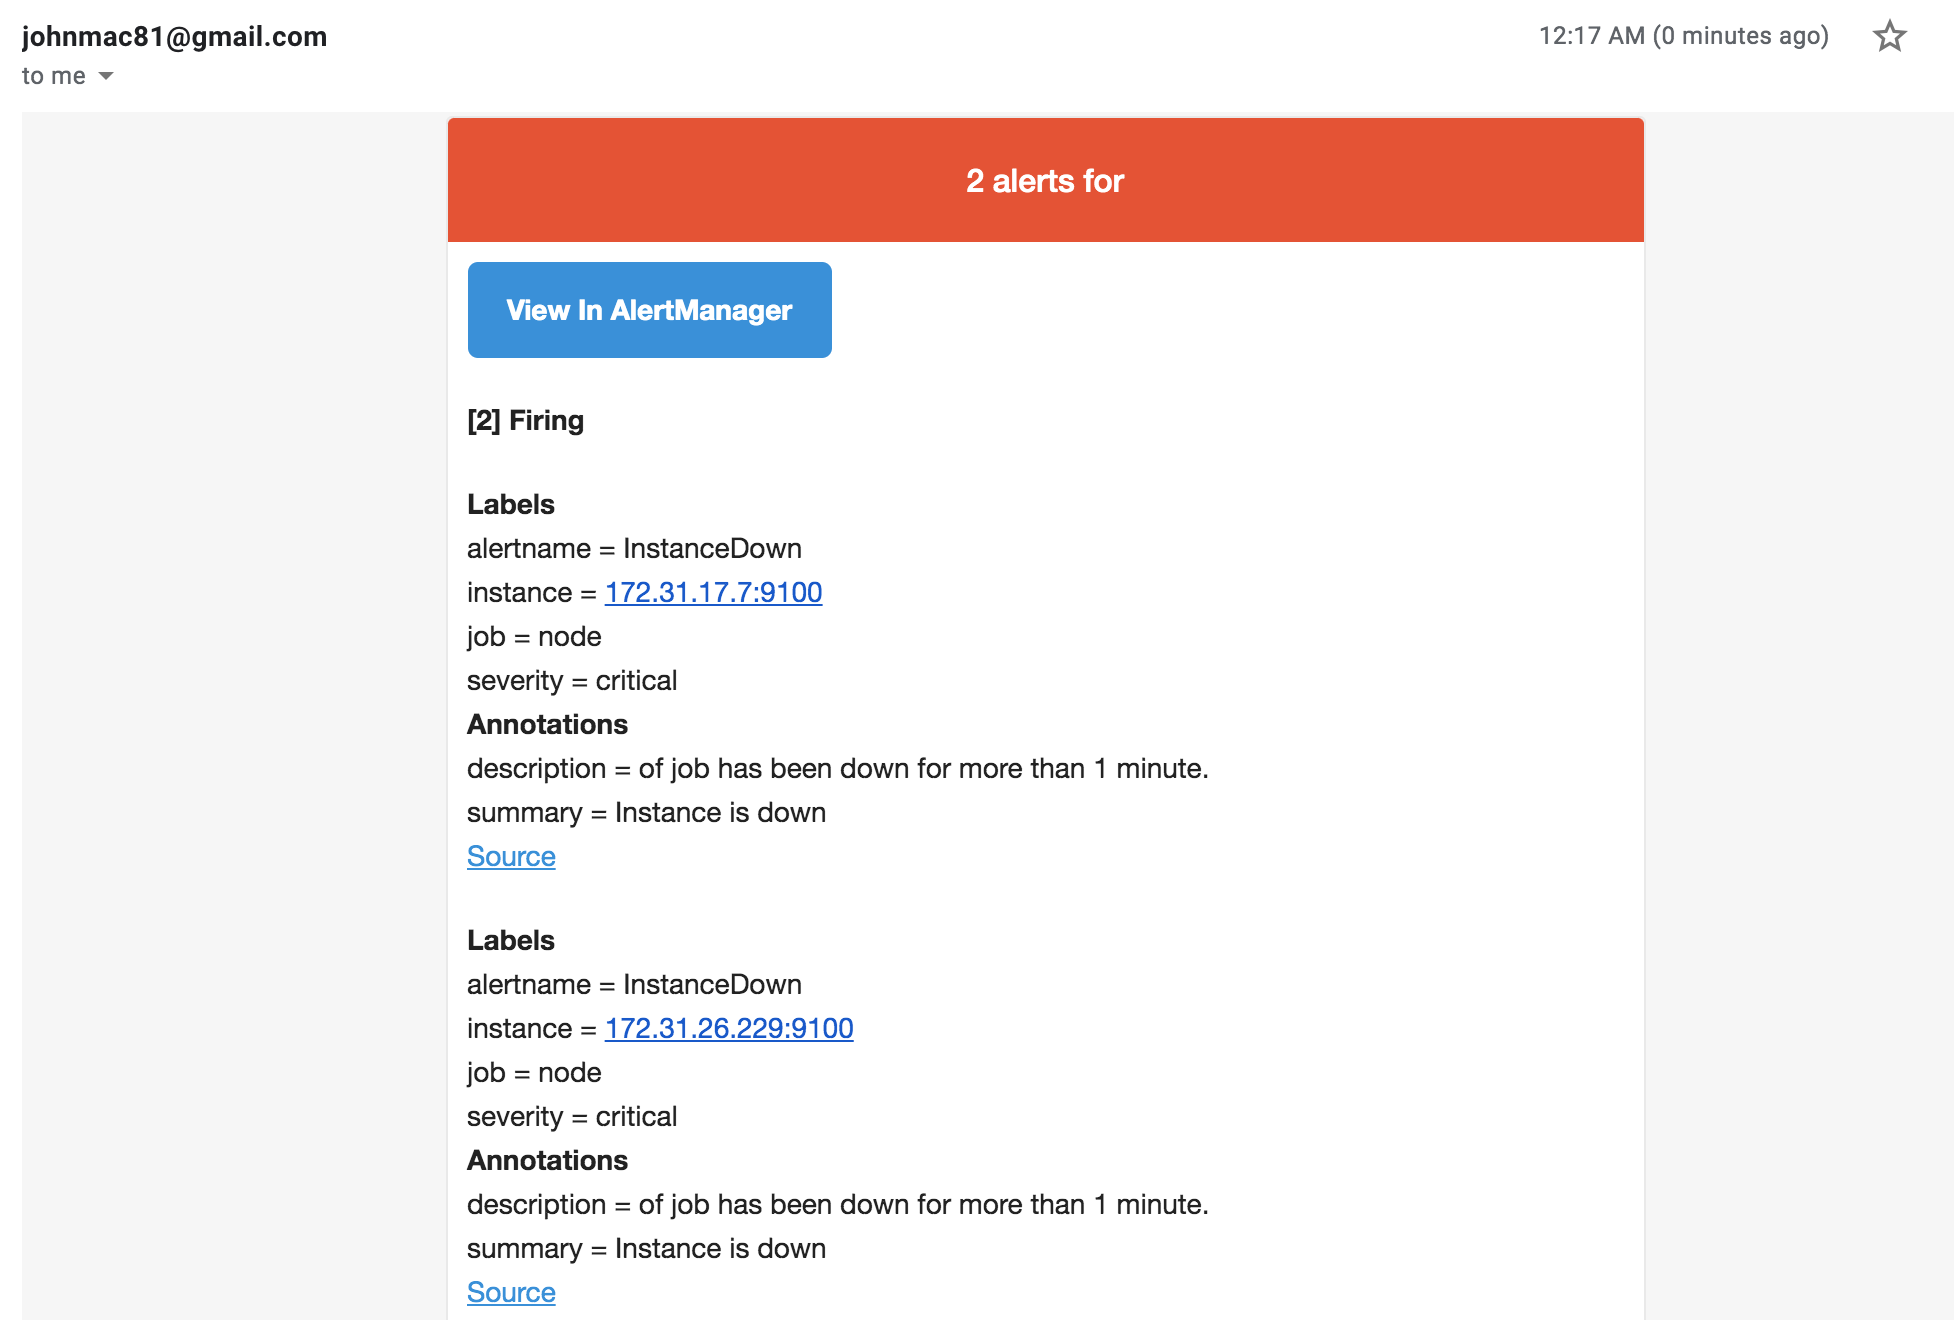 johnmac81@gmail.com
12:17 AM (0 minutes ago)
to me
2 alerts for
View In AlertManager
[2] Firing
Labels
alertname = InstanceDown
instance = 172.31.17.7:9100
job = node
severity = critical
Annotations
description = of job has been down for more than 1 minute.
summary = Instance is down
Source
Labels
alertname = InstanceDown
instance = 172.31.26.229:9100
job = node
severity = critical
Annotations
description = of job has been down for more than 1 minute.
summary = Instance is down
Source